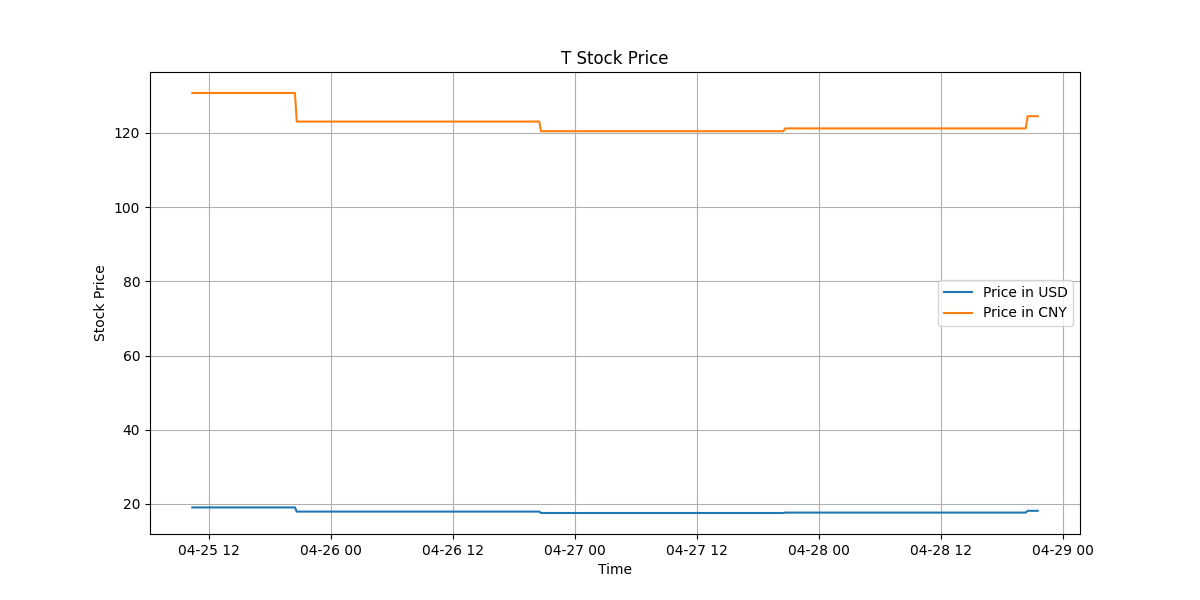 T Stock Price
Stock Price
120
100
80
60
40
20
Price in USD
Price in CNY
04-25 12
04-26 00
04-26 12
04-27 00
04-27 12
04-28 00
04-28 12
04-29 00
Time